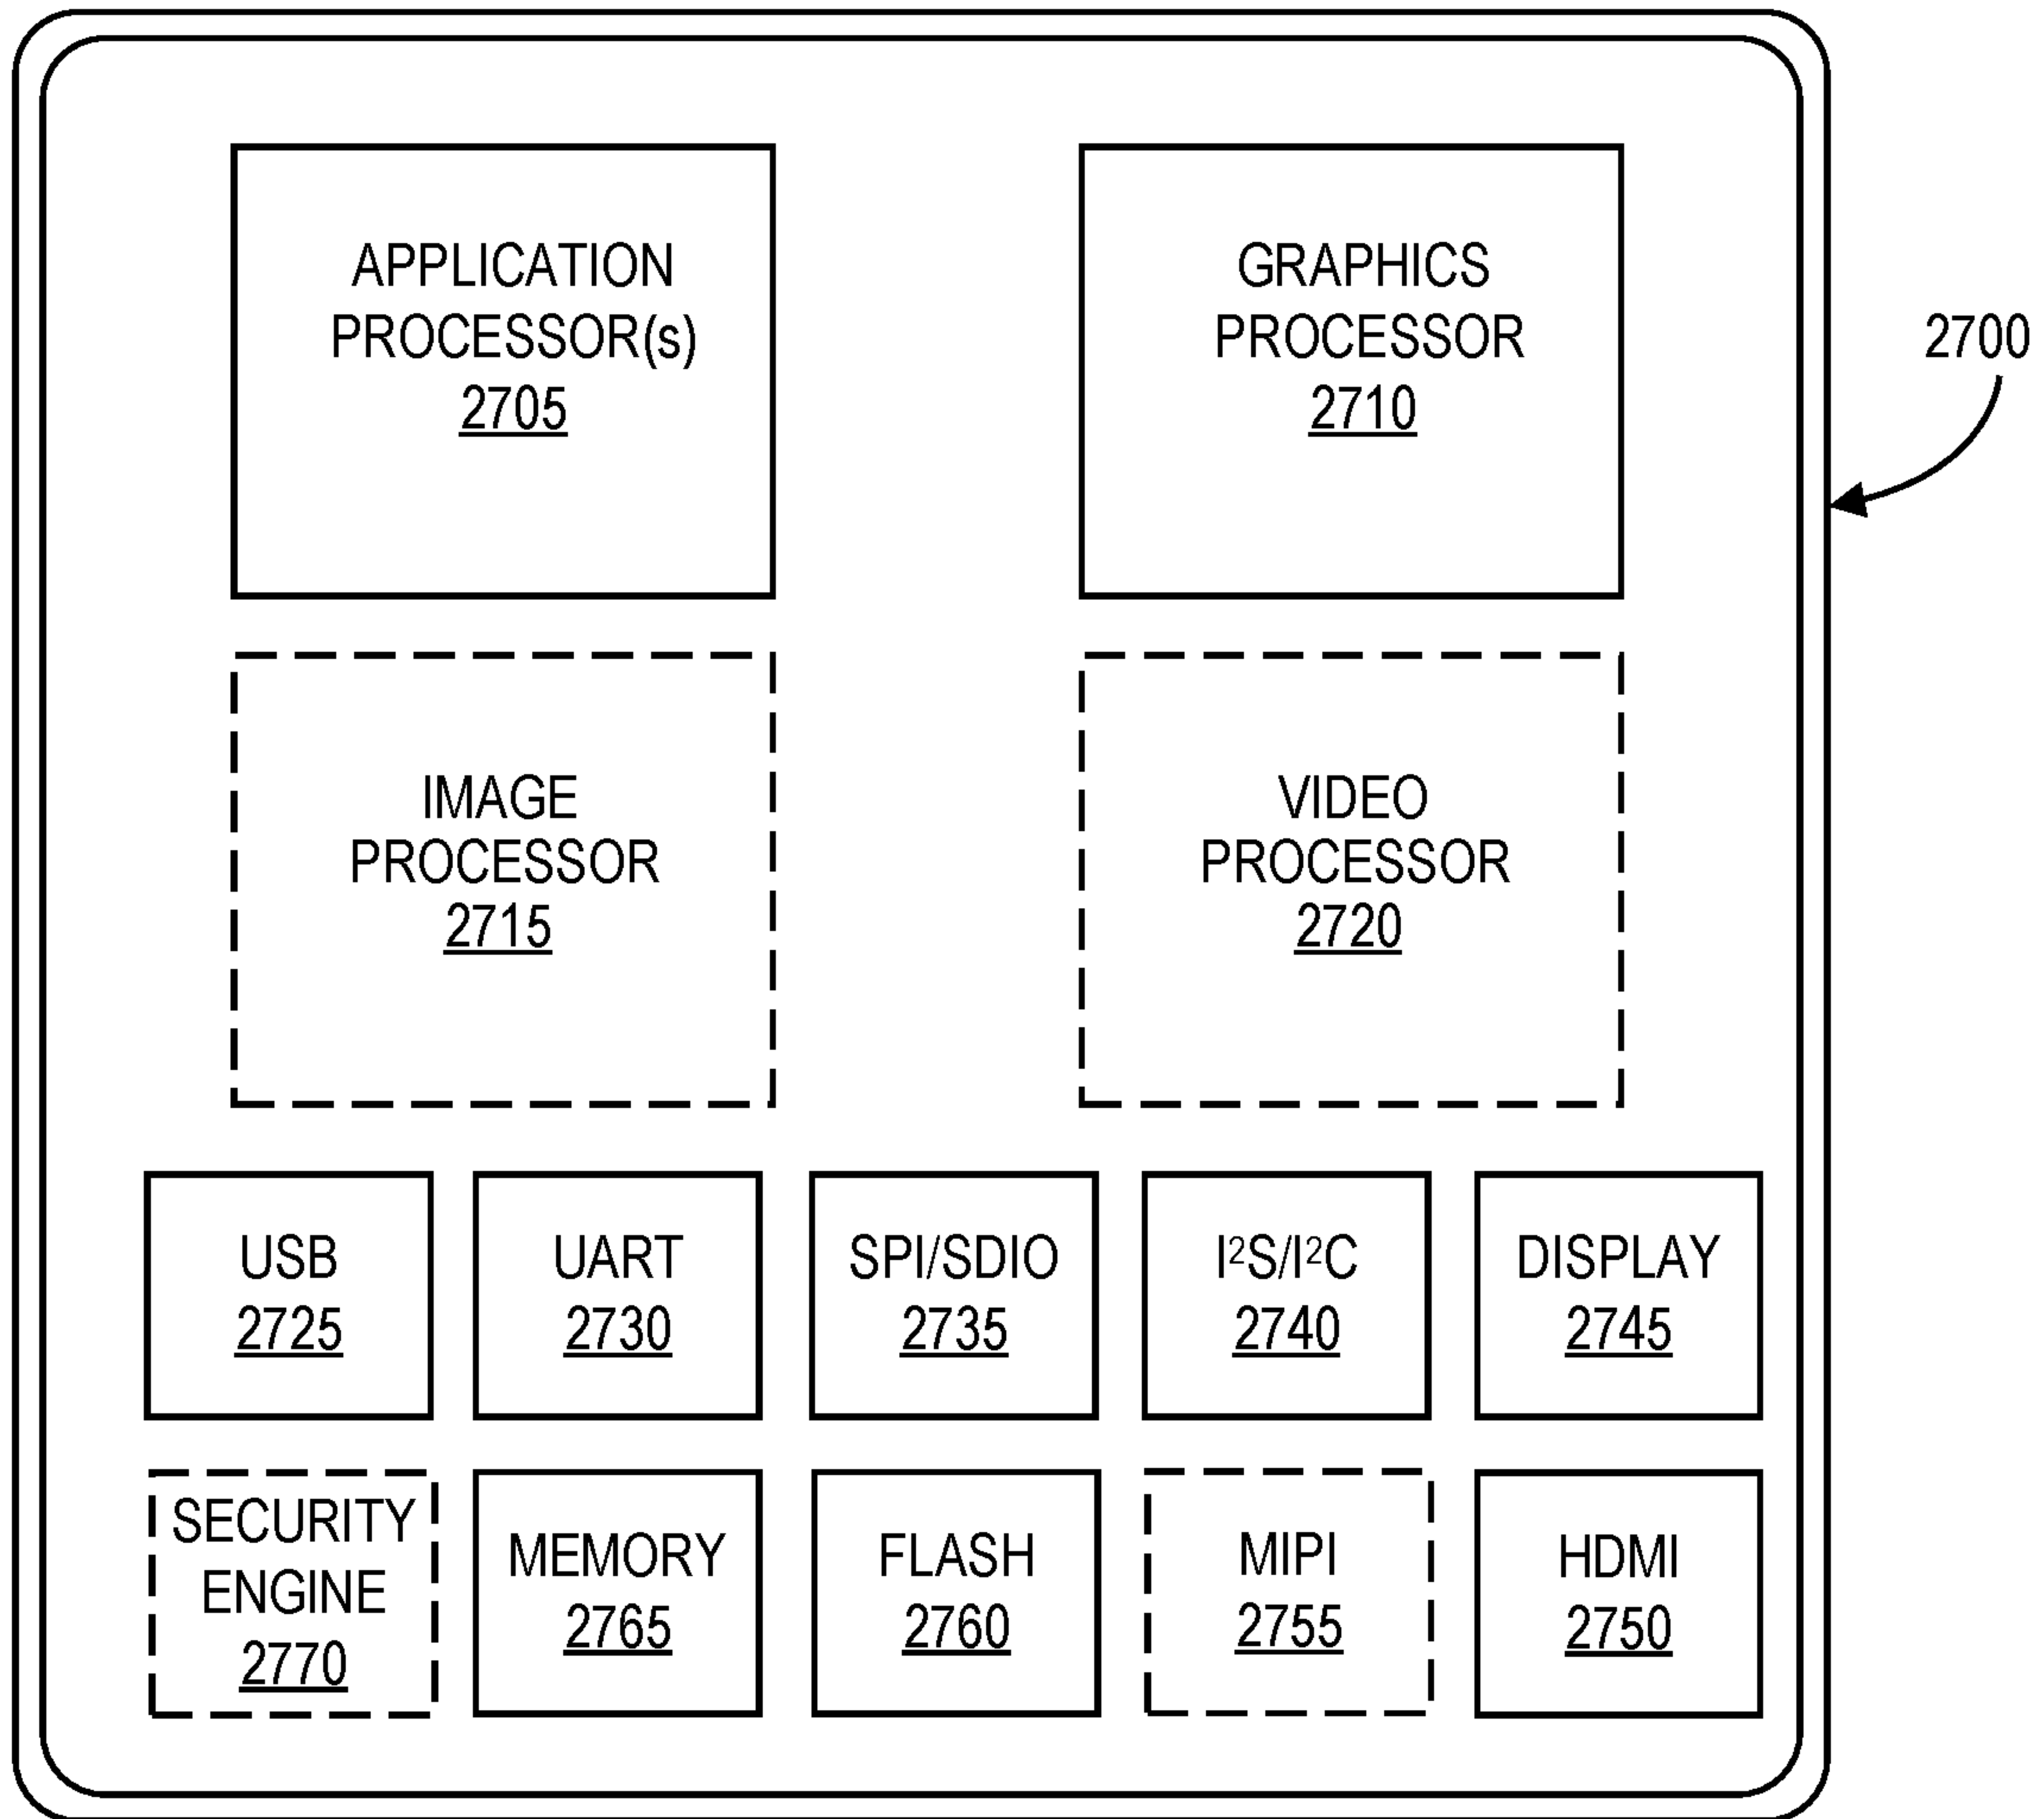 APPLICATION
PROCESSOR(s)
2705
GRAPHICS
PROCESSOR
2710
2700
IMAGE
PROCESSOR
2715
VIDEO
PROCESSOR
2720
USB
2725
UART
2730
SPI/SDIO
2735
I²S/I²C
2740
DISPLAY
2745
SECURITY
ENGINE
2770
MEMORY
2765
FLASH
2760
MIPI
2755
HDMI
2750